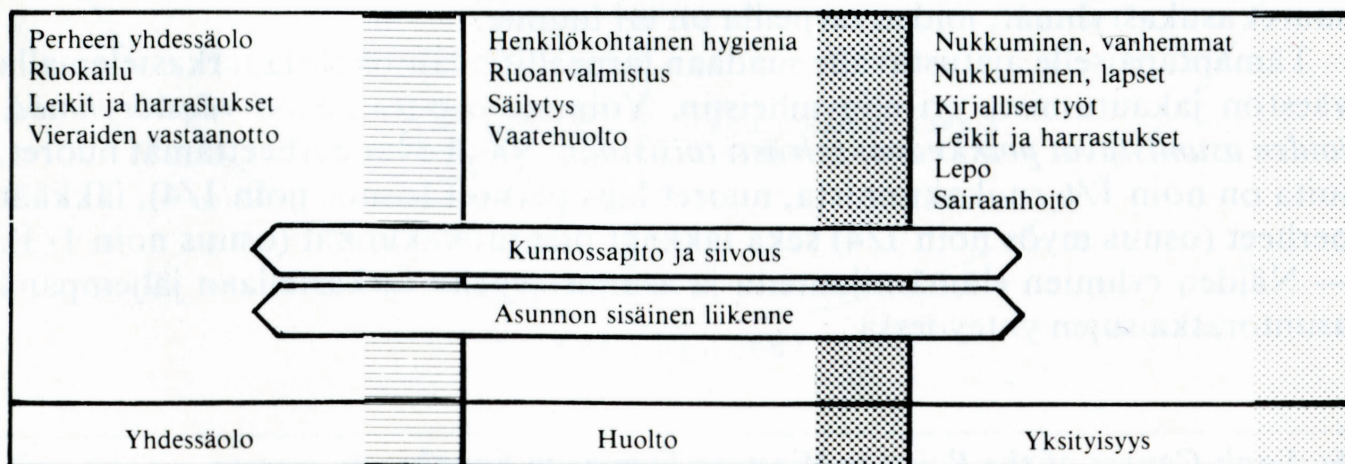 Perheen yhdessäolo
Ruokailu
Leikit ja harrastukset
Vieraiden vastaanotto
Henkilökohtainen hygienia
Ruoanvalmistus
Säilytys
Vaatehuolto
Nukkuminen, vanhemmat
Nukkuminen, lapset
Kirjalliset työt
Leikit ja harrastukset
Lepo
Sairaanhoito
Kunnossapito ja siivous
Asunnon sisäinen liikenne
Yhdessäolo
Huolto
Yksityisyys